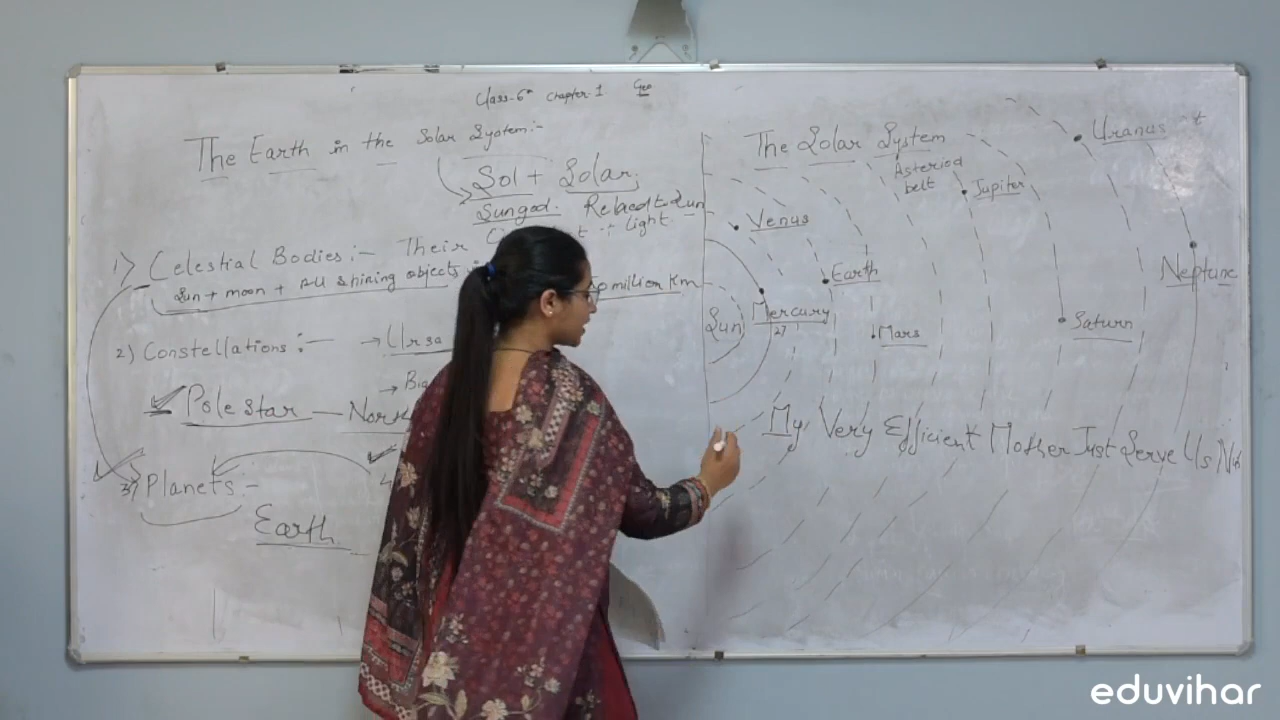 Class-6th Chapter-1 Geo
The Earth in the Solar System:-
Sol + Solar
Sungod Related to Sun
1) Celestial Bodies:- Their light
Sun + moon + All shining objects million Km
2) Constellations:- → Ursa
→ Big
Pole Star — North
3) Planets:-
Earth
The Solar System
Asteriod
belt
Uranus
Jupiter
Venus
Neptune
Earth
Mercury
27
Sun
Mars
Saturn
My Very Efficient Mother Just Serve Us Nuts
eduvihar